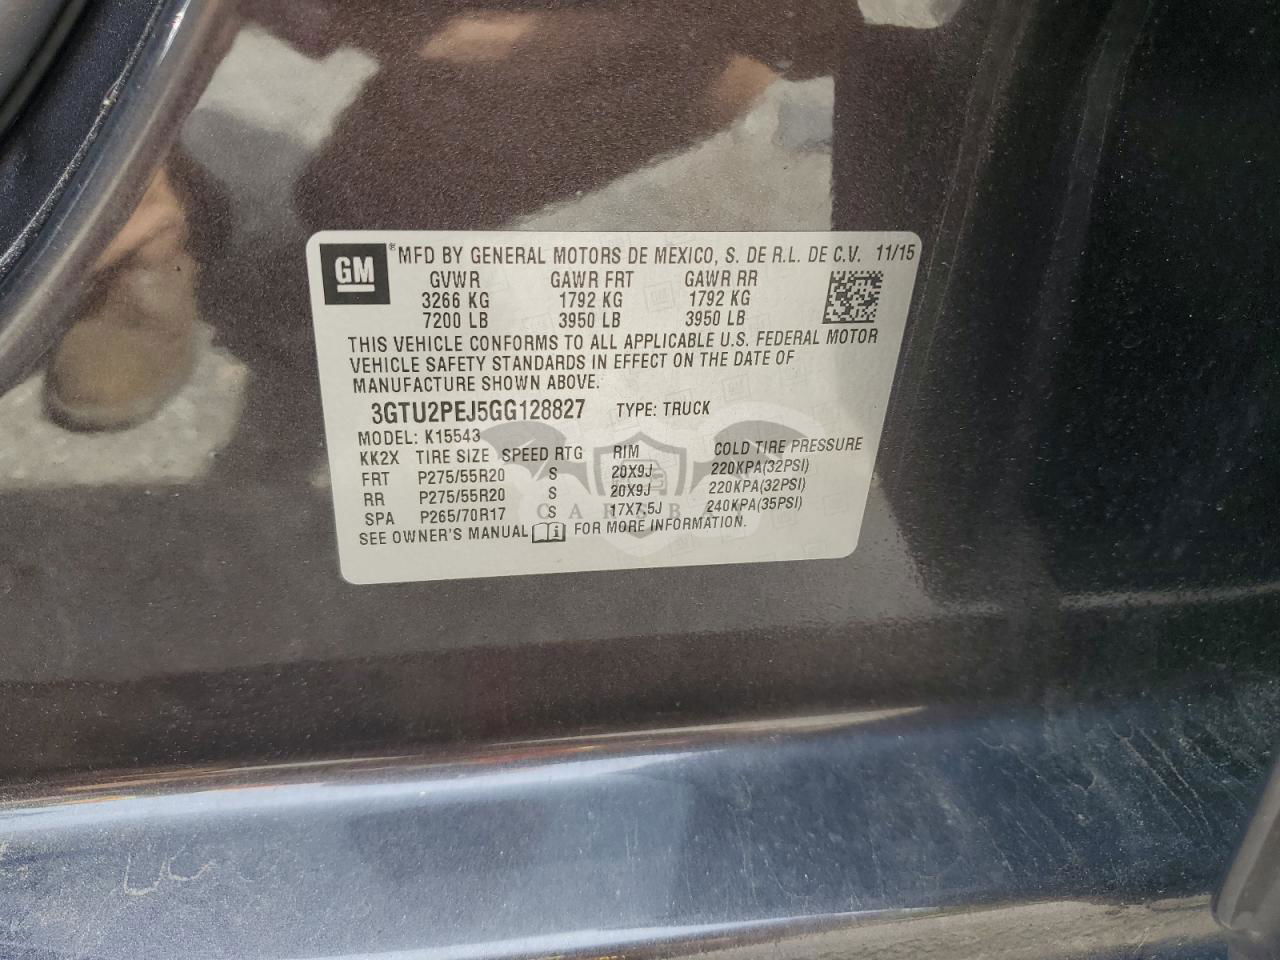 GM ® MFD BY GENERAL MOTORS DE MEXICO, S. DE R.L. DE C.V. 11/15
GVWR GAWR FRT GAWR RR
3266 KG 1792 KG 1792 KG
7200 LB 3950 LB 3950 LB
THIS VEHICLE CONFORMS TO ALL APPLICABLE U.S. FEDERAL MOTOR
VEHICLE SAFETY STANDARDS IN EFFECT ON THE DATE OF
MANUFACTURE SHOWN ABOVE.
3GTU2PEJ5GG128827 TYPE: TRUCK
MODEL: K15543
KK2X TIRE SIZE SPEED RTG RIM COLD TIRE PRESSURE
FRT P275/55R20 S 20X9J 220KPA(32PSI)
RR P275/55R20 S 20X9J 220KPA(32PSI)
SPA P265/70R17 S 17X7.5J 240KPA(35PSI)
SEE OWNER'S MANUAL FOR MORE INFORMATION.